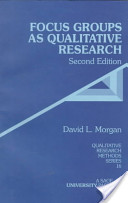 FOCUS GROUPS
AS QUALITATIVE
RESEARCH
Second Edition
David L. Morgan
QUALITATIVE
RESEARCH
METHODS
SERIES
16
A SAGE
UNIVERSITY